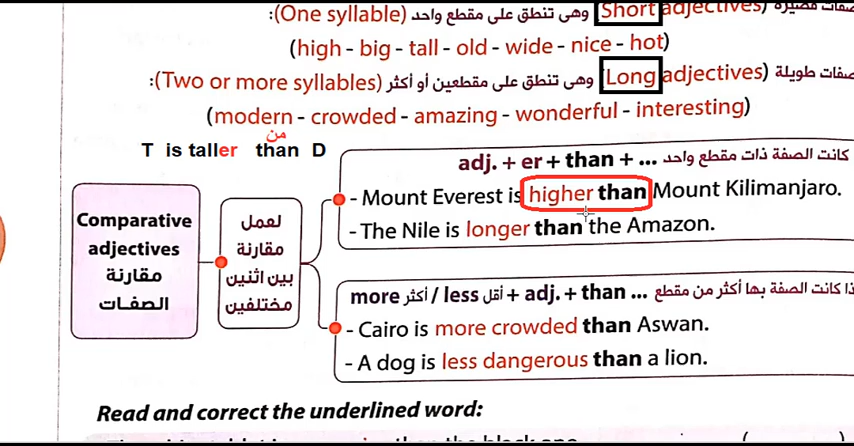 صفات قصيرة (Short adjectives) وهى تنطق على مقطع واحد (One syllable):
(high - big - tall - old - wide - nice - hot)
صفات طويلة (Long adjectives) وهى تنطق على مقطعين أو أكثر (Two or more syllables):
(modern - crowded - amazing - wonderful - interesting)
من
T is taller than D
كانت الصفة ذات مقطع واحد ... + adj. + er + than
- Mount Everest is higher than Mount Kilimanjaro.
- The Nile is longer than the Amazon.
Comparative
adjectives
مقارنة
الصفات
لعمل
مقارنة
بين اثنين
مختلفين
ذا كانت الصفة بها أكثر من مقطع ... more أكثر / less أقل + adj. + than
- Cairo is more crowded than Aswan.
- A dog is less dangerous than a lion.
Read and correct the underlined word:
than the black one